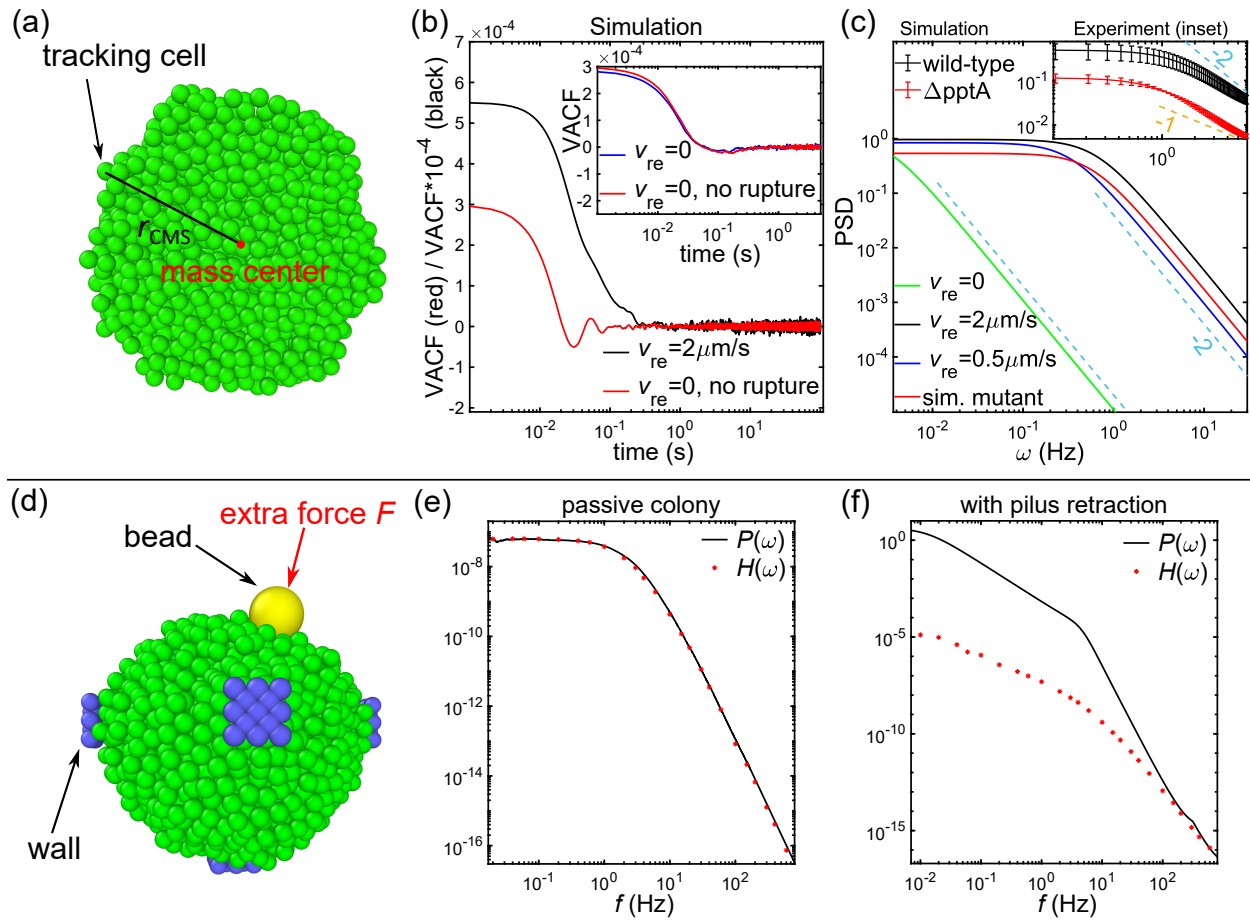 (a)
tracking cell
r_CMS
mass center
(b)
Simulation
×10^-4
7
6
5
4
3
2
1
0
-1
-2
VACF (red) / VACF*10^-4 (black)
10^-2
10^-1
10^0
10^1
time (s)
v_re=2μm/s
v_re=0, no rupture
×10^-4
3
2
1
0
-1
-2
VACF
v_re=0
v_re=0, no rupture
10^-2
10^-1
10^0
time (s)
(c)
Simulation
Experiment (inset)
wild-type
ΔpptA
10^-1
10^-2
10^0
-2
-1
10^0
10^-1
10^-2
10^-3
10^-4
PSD
v_re=0
v_re=2μm/s
v_re=0.5μm/s
sim. mutant
-2
10^-2
10^-1
10^0
10^1
ω (Hz)
(d)
extra force F
bead
wall
(e)
passive colony
P(ω)
H(ω)
10^-8
10^-10
10^-12
10^-14
10^-16
10^-1
10^0
10^1
10^2
f (Hz)
(f)
with pilus retraction
P(ω)
H(ω)
10^0
10^-5
10^-10
10^-15
10^-2
10^-1
10^0
10^1
10^2
f (Hz)